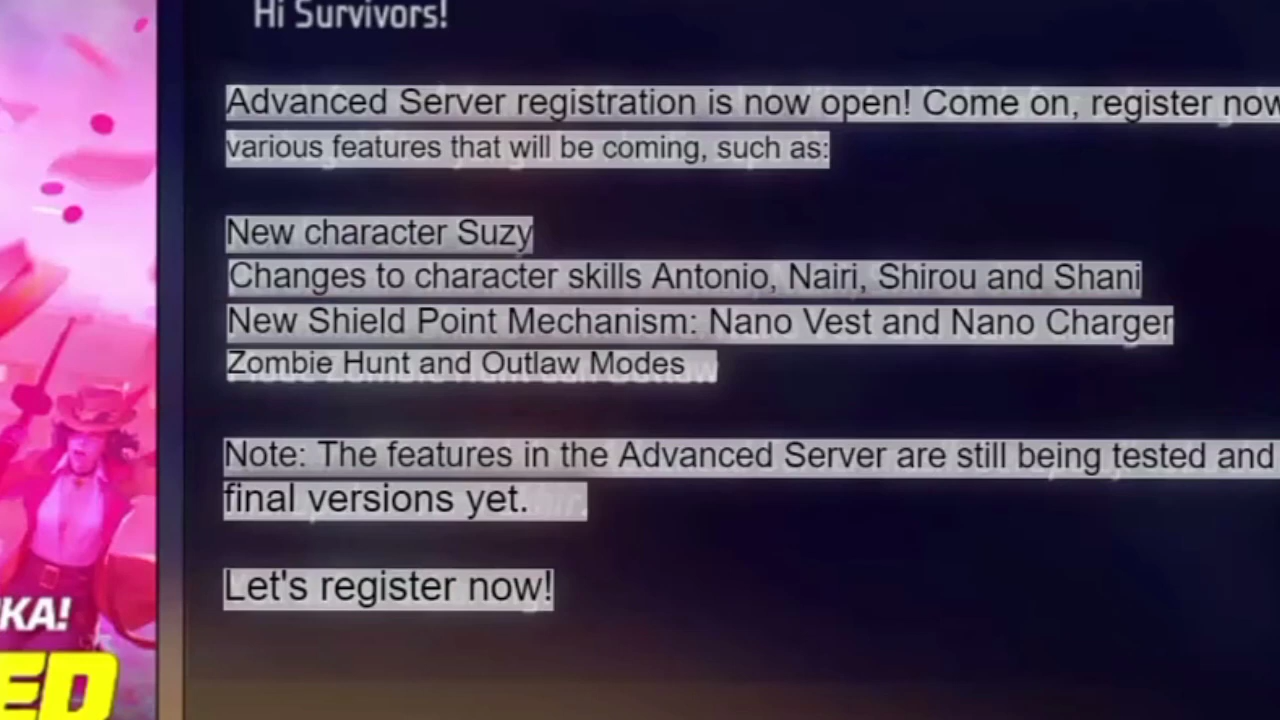 Hi Survivors!
Advanced Server registration is now open! Come on, register now
various features that will be coming, such as:
New character Suzy
Changes to character skills Antonio, Nairi, Shirou and Shani
New Shield Point Mechanism: Nano Vest and Nano Charger
Zombie Hunt and Outlaw Modes
Note: The features in the Advanced Server are still being tested and
final versions yet.
Let's register now!
KA!
ED